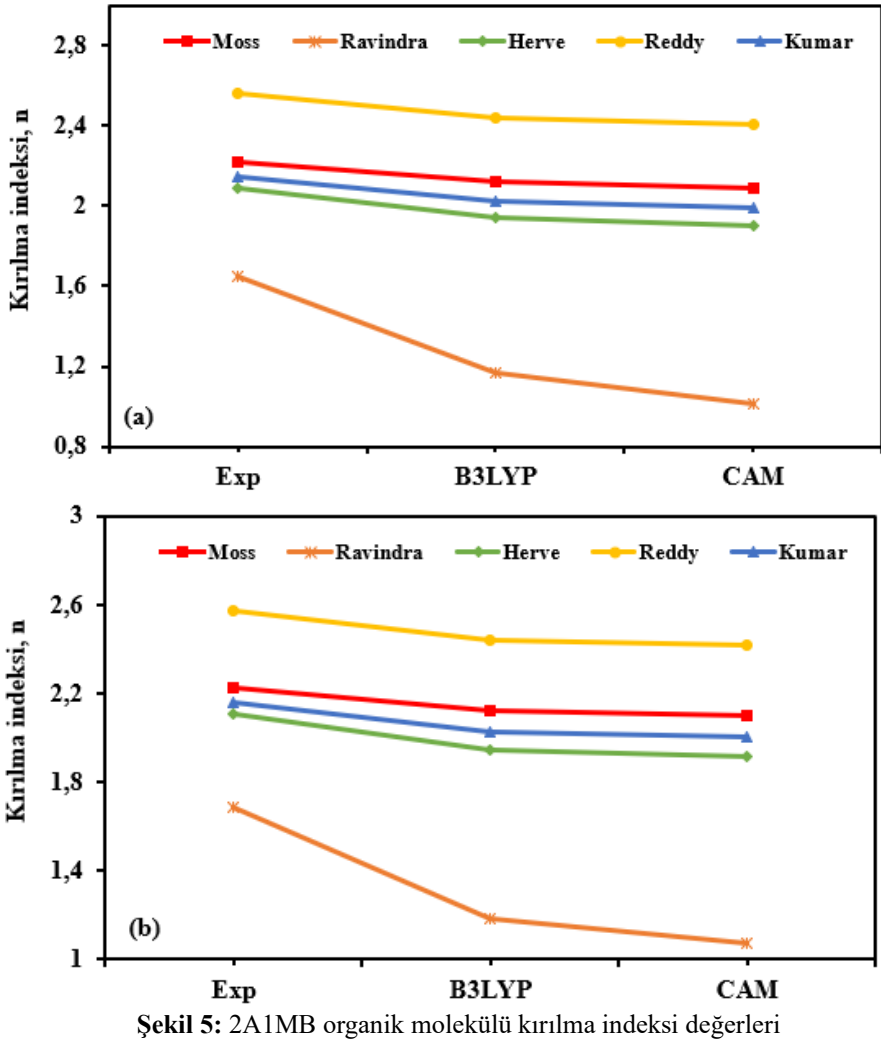 2,8
2,4
2
1,6
1,2
0,8
Kırılma indeksi, n
Moss Ravindra Herve Reddy Kumar
(a)
Exp B3LYP CAM
3
2,6
2,2
1,8
1,4
1
Kırılma indeksi, n
Moss Ravindra Herve Reddy Kumar
(b)
Exp B3LYP CAM
Şekil 5: 2A1MB organik molekülü kırılma indeksi değerleri